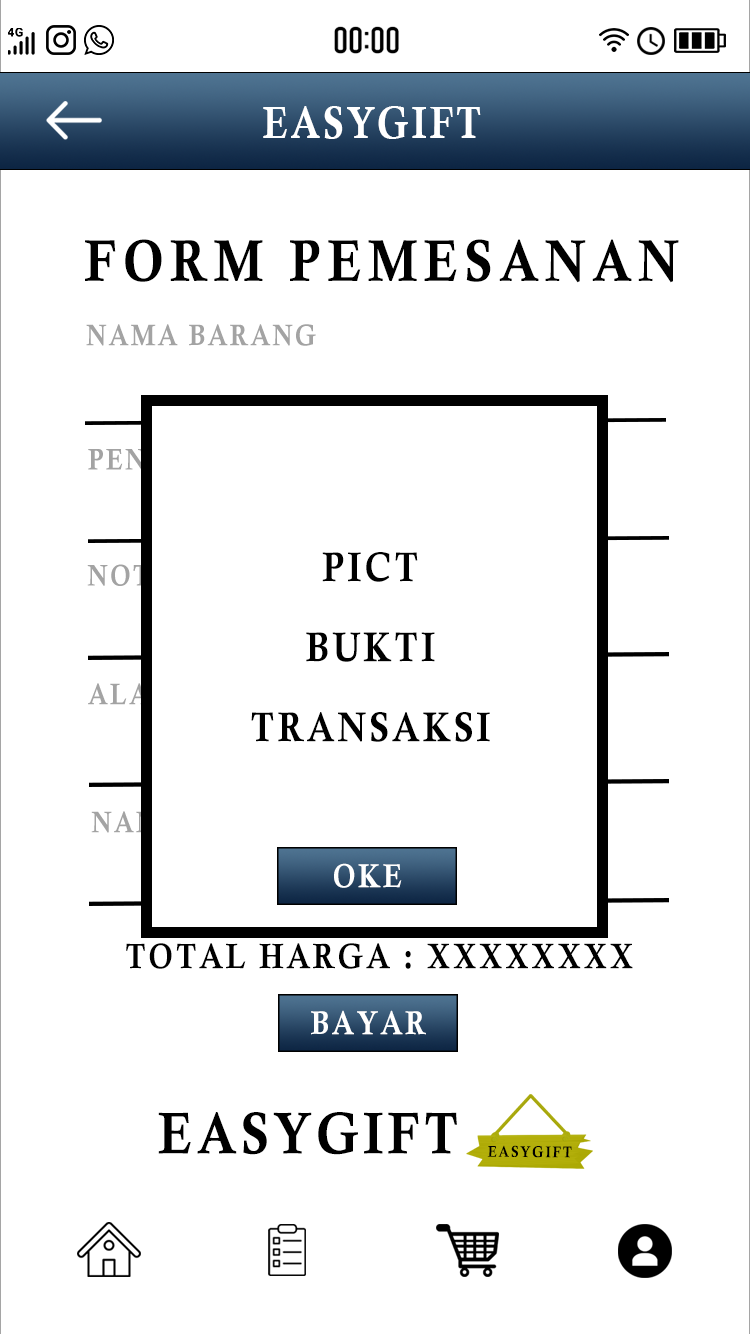 4G
00:00
EASYGIFT
FORM PEMESANAN
NAMA BARANG
PEN
NOT
ALA
NAM
PICT
BUKTI
TRANSAKSI
OKE
TOTAL HARGA : XXXXXXXX
BAYAR
EASYGIFT
EASYGIFT